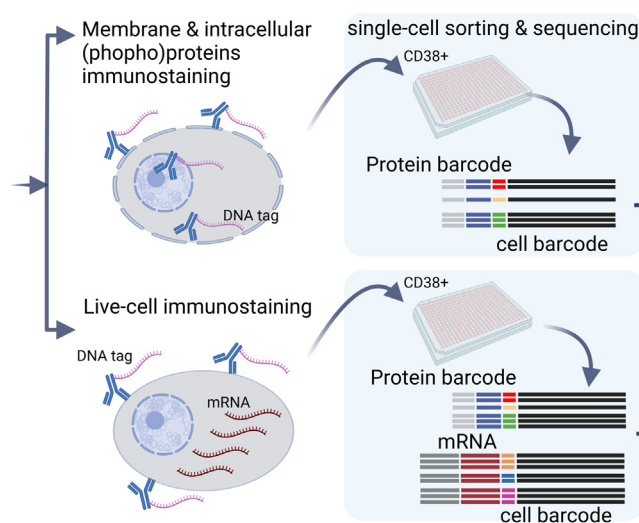 Membrane & intracellular
(phopho)proteins
immunostaining
single-cell sorting & sequencing
CD38+
Protein barcode
DNA tag
cell barcode
Live-cell immunostaining
CD38+
DNA tag
mRNA
Protein barcode
mRNA
cell barcode